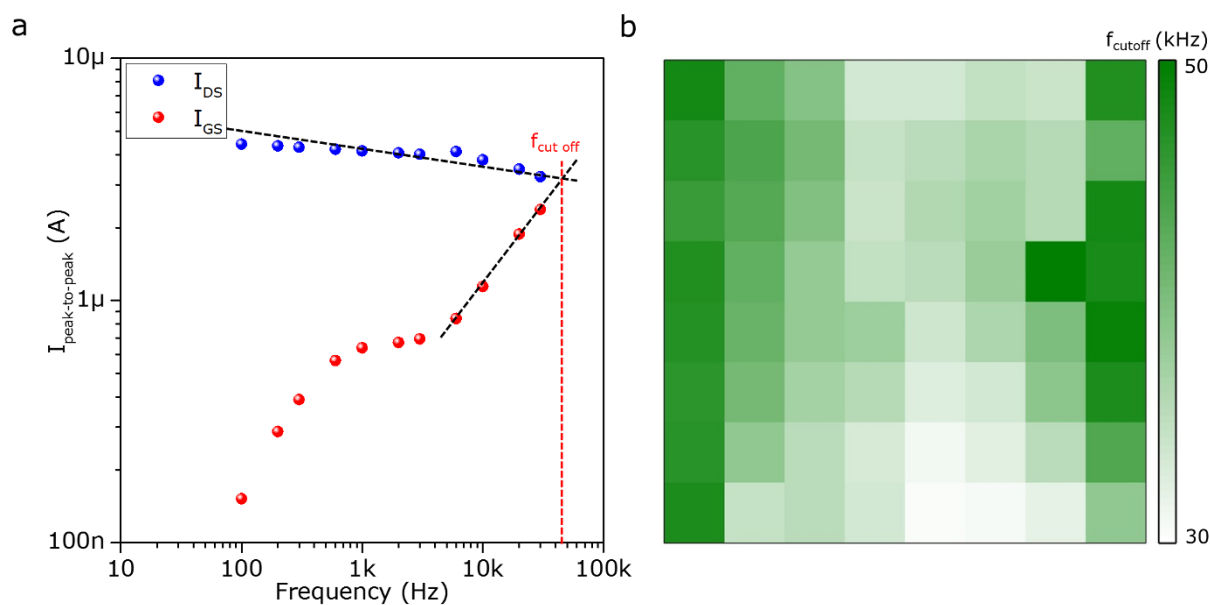 a
b
I_DS
I_GS
f_cut off
f_cutoff (kHz)
50
30
10µ
1µ
100n
I_peak-to-peak (A)
10
100
1k
10k
100k
Frequency (Hz)